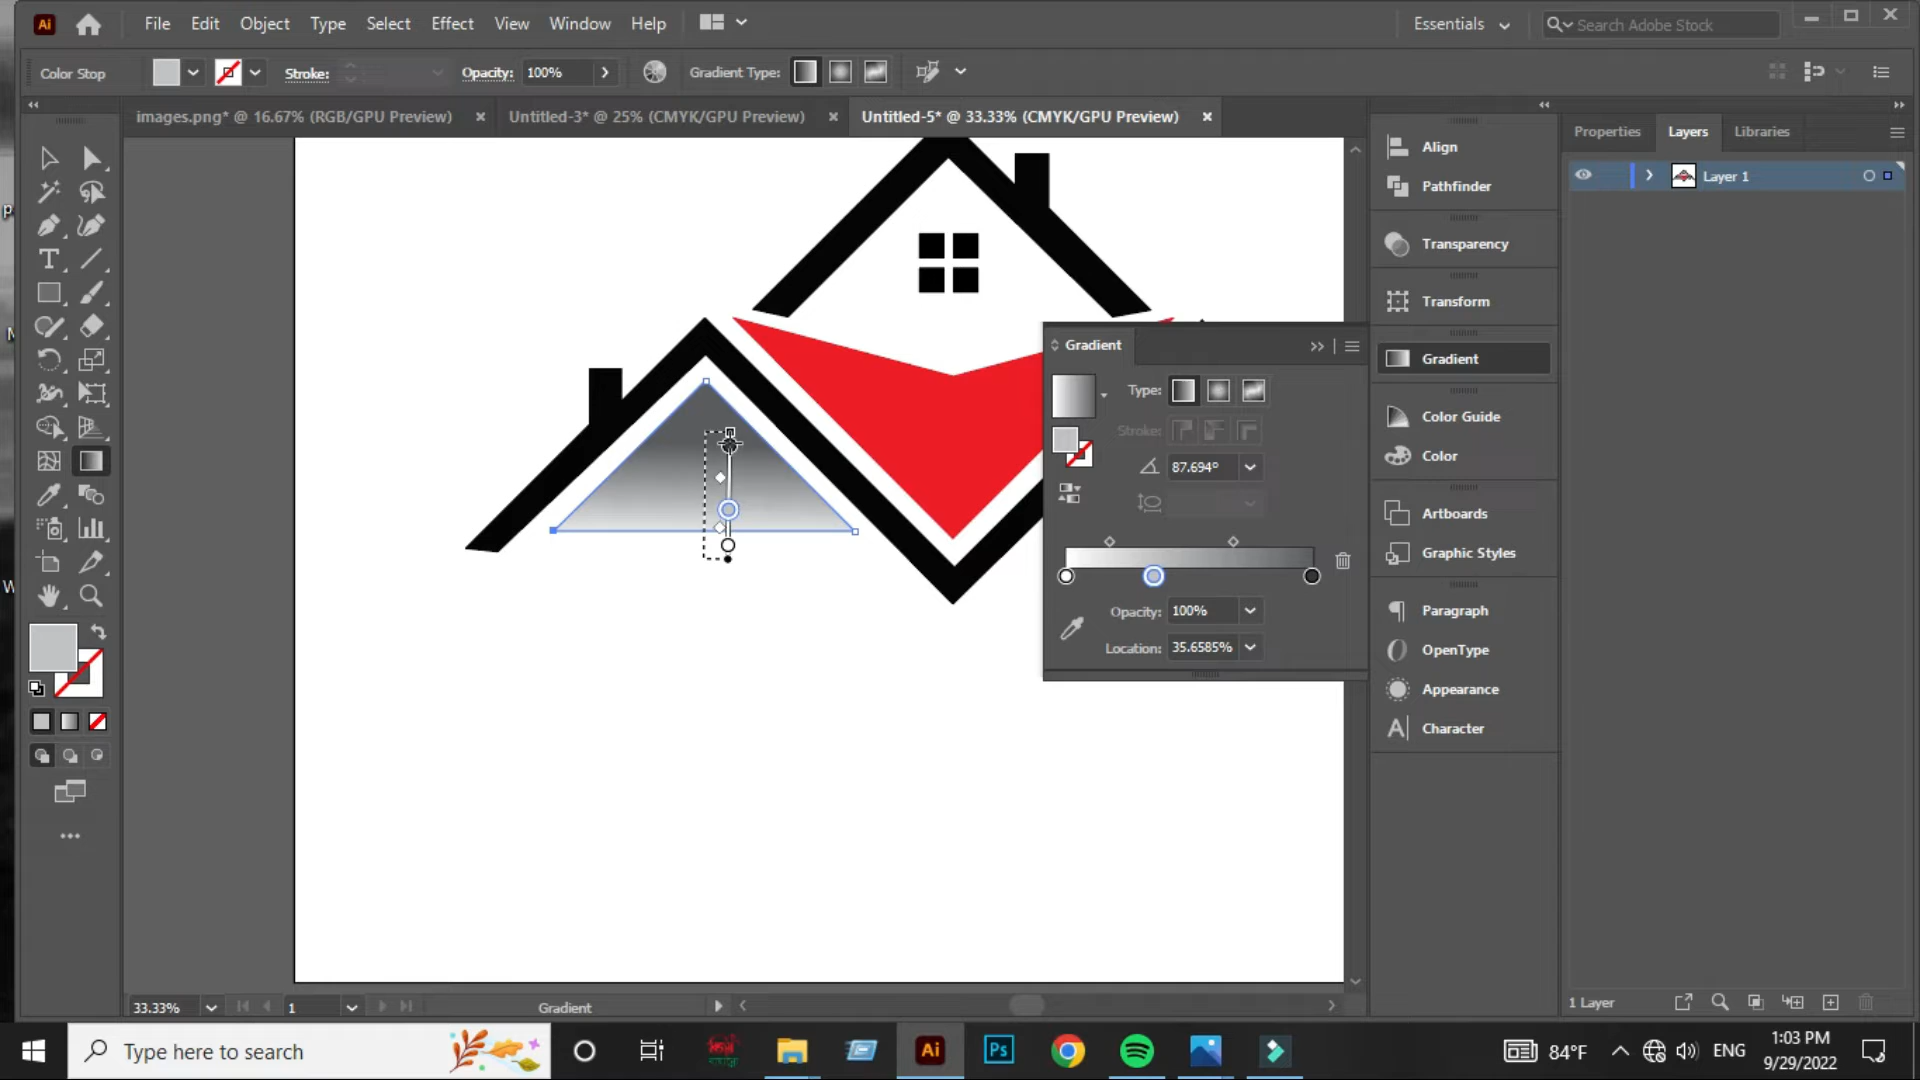 Ai File Edit Object Type Select Effect View Window Help Essentials Search Adobe Stock
Color Stop Stroke: Opacity: 100% Gradient Type:
images.png* @ 16.67% (RGB/GPU Preview) Untitled-3* @ 25% (CMYK/GPU Preview) Untitled-5* @ 33.33% (CMYK/GPU Preview)
Properties Layers Libraries
Align
Layer 1
Pathfinder
Transparency
Transform
Gradient
Gradient
Type:
Color Guide
Stroke:
Color
87.694°
Artboards
Graphic Styles
Opacity: 100%
Paragraph
Location: 35.6585%
OpenType
Appearance
Character
33.33% 1 Gradient
1 Layer
Type here to search
Ai
Ps
84°F
ENG
1:03 PM
9/29/2022